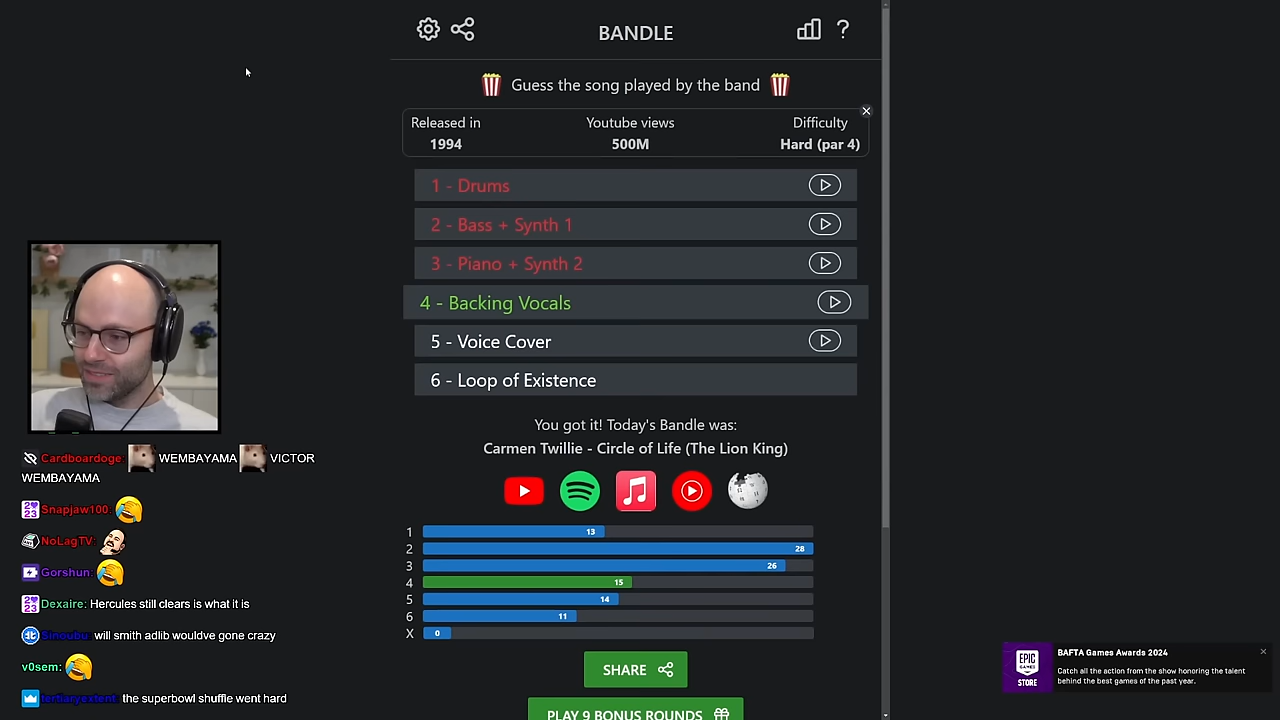 BANDLE
?
Guess the song played by the band
Released in
1994
Youtube views
500M
Difficulty
Hard (par 4)
1 - Drums
2 - Bass + Synth 1
3 - Piano + Synth 2
4 - Backing Vocals
5 - Voice Cover
6 - Loop of Existence
You got it! Today's Bandle was:
Carmen Twillie - Circle of Life (The Lion King)
1 13
2 28
3 26
4 15
5 14
6 11
X 0
SHARE
PLAY 9 BONUS ROUNDS
Cardboardoge: WEMBAYAMA VICTOR
WEMBAYAMA
Snapjaw100:
NoLagTV:
Gorshun:
Dexaire: Hercules still clears is what it is
Sinoubu: will smith adlib wouldve gone crazy
v0sem:
tertiaryextent: the superbowl shuffle went hard
EPIC
GAMES
STORE
BAFTA Games Awards 2024
Catch all the action from the show honoring the talent
behind the best games of the past year.